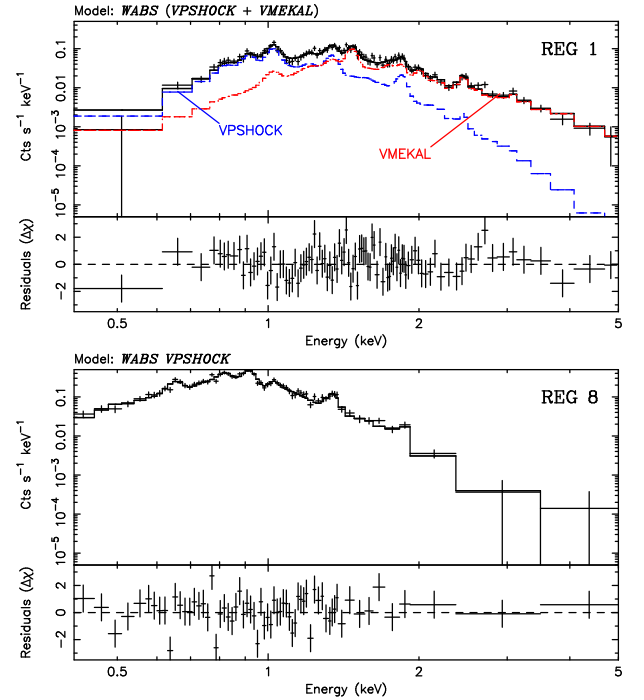 Model: WABS (VPSHOCK + VMEKAL)
REG 1
Cts s⁻¹ keV⁻¹
0.1
0.01
10⁻³
10⁻⁴
10⁻⁵
VPSHOCK
VMEKAL
Residuals (Δχ)
2
0
−2
0.5 1 2 5
Energy (keV)
Model: WABS VPSHOCK
REG 8
Cts s⁻¹ keV⁻¹
0.1
0.01
10⁻³
10⁻⁴
10⁻⁵
Residuals (Δχ)
2
0
−2
0.5 1 2 5
Energy (keV)